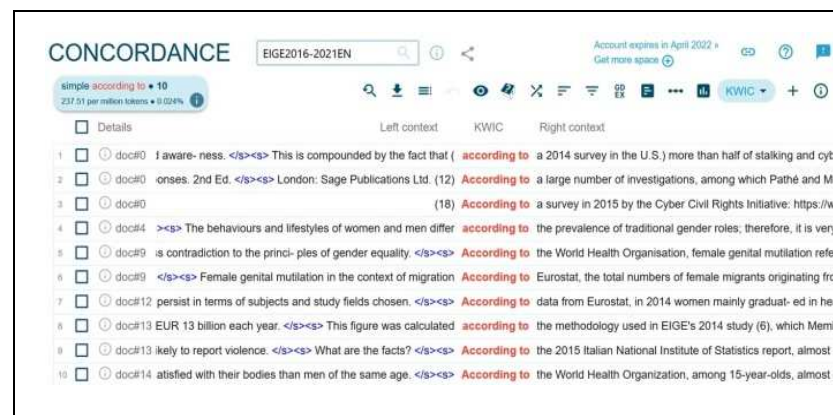 CONCORDANCE
EIGE2016-2021EN
Account expires in April 2022 »
Get more space
simple according to • 10
237.51 per million tokens • 0.024%
GD EX
KWIC
Details Left context KWIC Right context
1 doc#0 d aware- ness. </s><s> This is compounded by the fact that ( according to a 2014 survey in the U.S.) more than half of stalking and cyb
2 doc#0 onses. 2nd Ed. </s><s> London: Sage Publications Ltd. (12) According to a large number of investigations, among which Pathé and M
3 doc#0 (18) According to a survey in 2015 by the Cyber Civil Rights Initiative: https://w
4 doc#4 ><s> The behaviours and lifestyles of women and men differ according to the prevalence of traditional gender roles; therefore, it is very
5 doc#9 is contradiction to the princi- ples of gender equality. </s><s> According to the World Health Organisation, female genital mutilation refe
6 doc#9 </s><s> Female genital mutilation in the context of migration According to Eurostat, the total numbers of female migrants originating fro
7 doc#12 persist in terms of subjects and study fields chosen. </s><s> According to data from Eurostat, in 2014 women mainly graduat- ed in he
8 doc#13 EUR 13 billion each year. </s><s> This figure was calculated according to the methodology used in EIGE's 2014 study (6), which Mem
9 doc#13 ikely to report violence. </s><s> What are the facts? </s><s> According to the 2015 Italian National Institute of Statistics report, almost
10 doc#14 atisfied with their bodies than men of the same age. </s><s> According to the World Health Organization, among 15-year-olds, almost